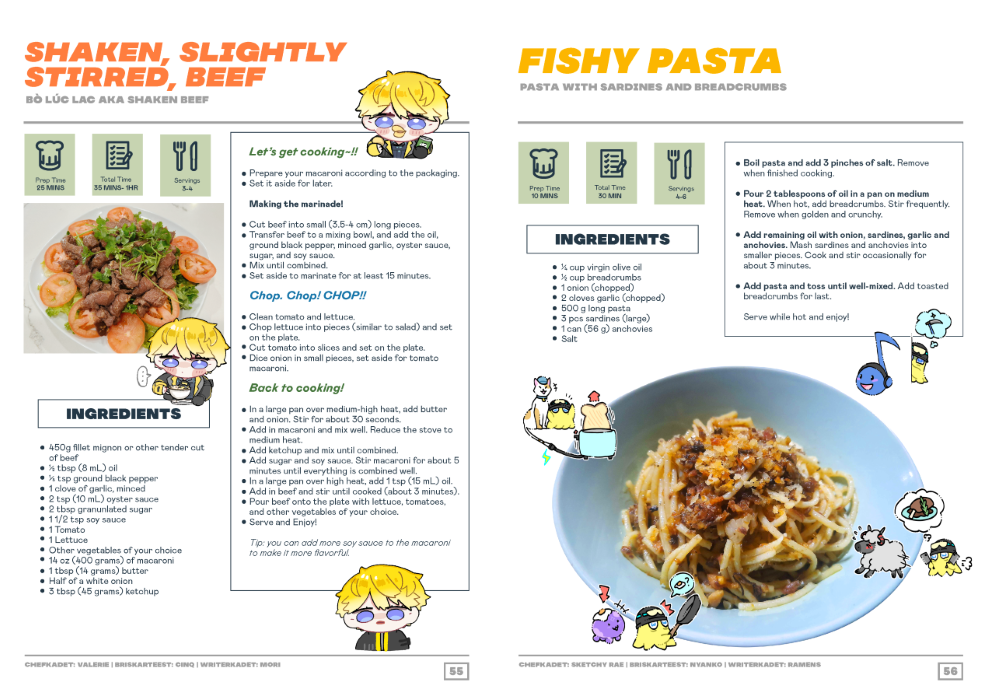 SHAKEN, SLIGHTLY
STIRRED, BEEF
BÒ LÚC LAC AKA SHAKEN BEEF
Prep Time
25 MINS
Total Time
35 MINS- 1HR
Servings
3-4
INGREDIENTS
450g fillet mignon or other tender cut
of beef
½ tbsp (8 mL) oil
¼ tsp ground black pepper
1 clove of garlic, minced
2 tsp (10 mL) oyster sauce
2 tbsp granunlated sugar
1 1/2 tsp soy sauce
1 Tomato
1 Lettuce
Other vegetables of your choice
14 oz (400 grams) of macaroni
1 tbsp (14 grams) butter
Half of a white onion
3 tbsp (45 grams) ketchup
Let's get cooking~!!
Prepare your macaroni according to the packaging.
Set it aside for later.
Making the marinade!
Cut beef into small (3.5-4 cm) long pieces.
Transfer beef to a mixing bowl, and add the oil,
ground black pepper, minced garlic, oyster sauce,
sugar, and soy sauce.
Mix until combined.
Set aside to marinate for at least 15 minutes.
Chop. Chop! CHOP!!
Clean tomato and lettuce.
Chop lettuce into pieces (similar to salad) and set
on the plate.
Cut tomato into slices and set on the plate.
Dice onion in small pieces, set aside for tomato
macaroni.
Back to cooking!
In a large pan over medium-high heat, add butter
and onion. Stir for about 30 seconds.
Add in macaroni and mix well. Reduce the stove to
medium heat.
Add ketchup and mix until combined.
Add sugar and soy sauce. Stir macaroni for about 5
minutes until everything is combined well.
In a large pan over high heat, add 1 tsp (15 mL) oil.
Add in beef and stir until cooked (about 3 minutes).
Pour beef onto the plate with lettuce, tomatoes,
and other vegetables of your choice.
Serve and Enjoy!
Tip: you can add more soy sauce to the macaroni
to make it more flavorful.
CHEFKADET: VALERIE | BRISKARTEEST: CINQ | WRITERKADET: MORI
55
FISHY PASTA
PASTA WITH SARDINES AND BREADCRUMBS
Prep Time
10 MINS
Total Time
30 MIN
Servings
4-6
INGREDIENTS
¼ cup virgin olive oil
½ cup breadcrumbs
1 onion (chopped)
2 cloves garlic (chopped)
500 g long pasta
3 pcs sardines (large)
1 can (56 g) anchovies
Salt
Boil pasta and add 3 pinches of salt. Remove
when finished cooking.
Pour 2 tablespoons of oil in a pan on medium
heat. When hot, add breadcrumbs. Stir frequently.
Remove when golden and crunchy.
Add remaining oil with onion, sardines, garlic and
anchovies. Mash sardines and anchovies into
smaller pieces. Cook and stir occasionally for
about 3 minutes.
Add pasta and toss until well-mixed. Add toasted
breadcrumbs for last.
Serve while hot and enjoy!
CHEFKADET: SKETCHY RAE | BRISKARTEEST: NYANKO | WRITERKADET: RAMENS
56